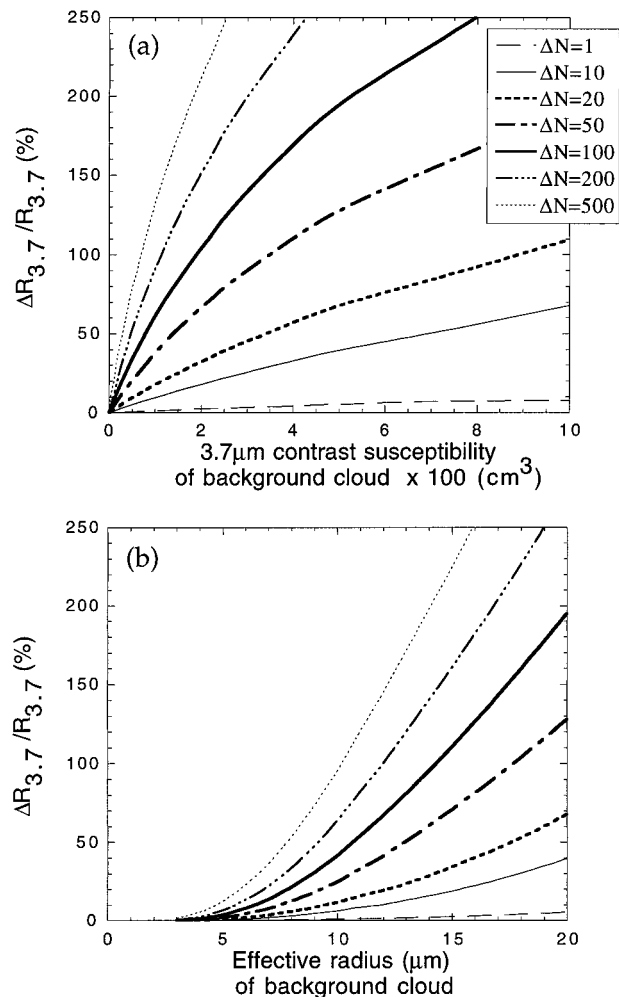 250
200
150
100
50
0
(a)
ΔR3.7/R3.7 (%)
ΔN=1
ΔN=10
ΔN=20
ΔN=50
ΔN=100
ΔN=200
ΔN=500
0 2 4 6 8 10
3.7μm contrast susceptibility
of background cloud x 100 (cm3)
250
200
150
100
50
0
(b)
ΔR3.7/R3.7 (%)
0 5 10 15 20
Effective radius (μm)
of background cloud